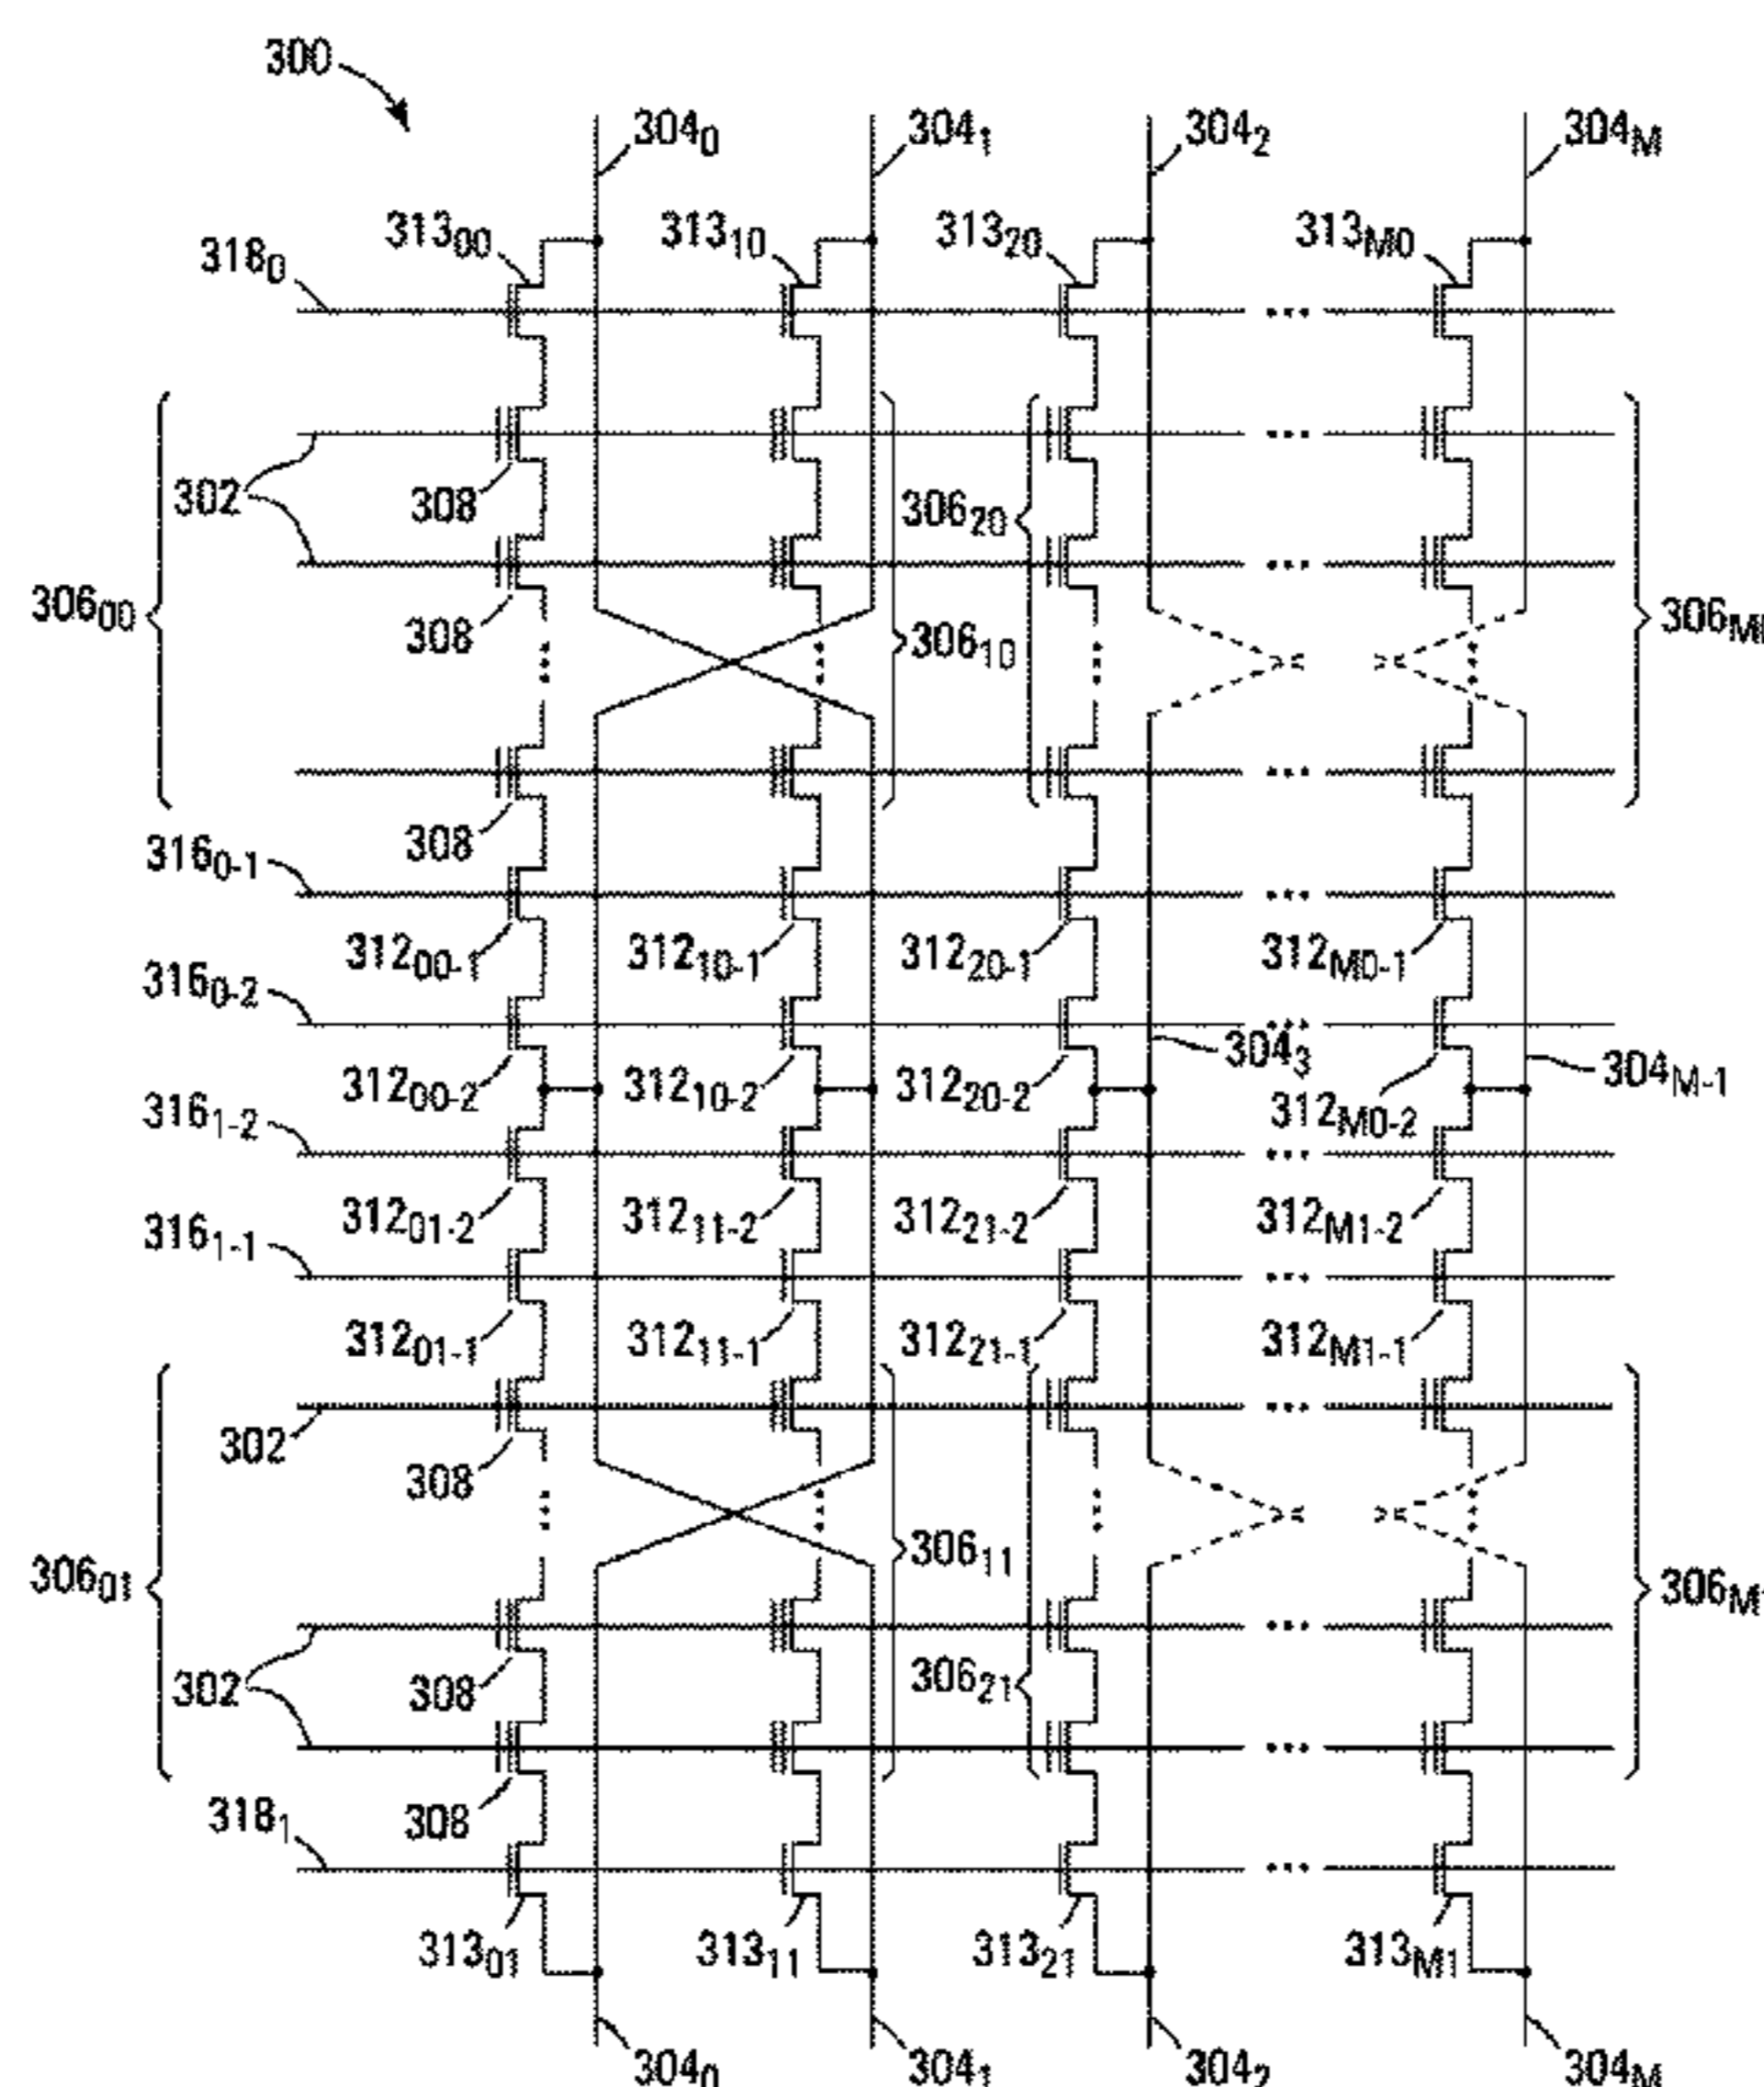 300
304₀ 304₁ 304₂ 304M
313₀₀ 313₁₀ 313₂₀ 313M0
318₀
302 308 306₂₀
306₀₀ 308 306₁₀ 306M
308
316₀₋₁
312₀₀₋₁ 312₁₀₋₁ 312₂₀₋₁ 312M0-1
316₀₋₂
304₃ 304M-1
312₀₀₋₂ 312₁₀₋₂ 312₂₀₋₂ 312M0-2
316₁₋₂
312₀₁₋₂ 312₁₁₋₂ 312₂₁₋₂ 312M1-2
316₁₋₁
312₀₁₋₁ 312₁₁₋₁ 312₂₁₋₁ 312M1-1
302 308
306₀₁ 306₁₁ 306M
302 308 306₂₁
318₁ 308
313₀₁ 313₁₁ 313₂₁ 313M1
304₀ 304₁ 304₂ 304M